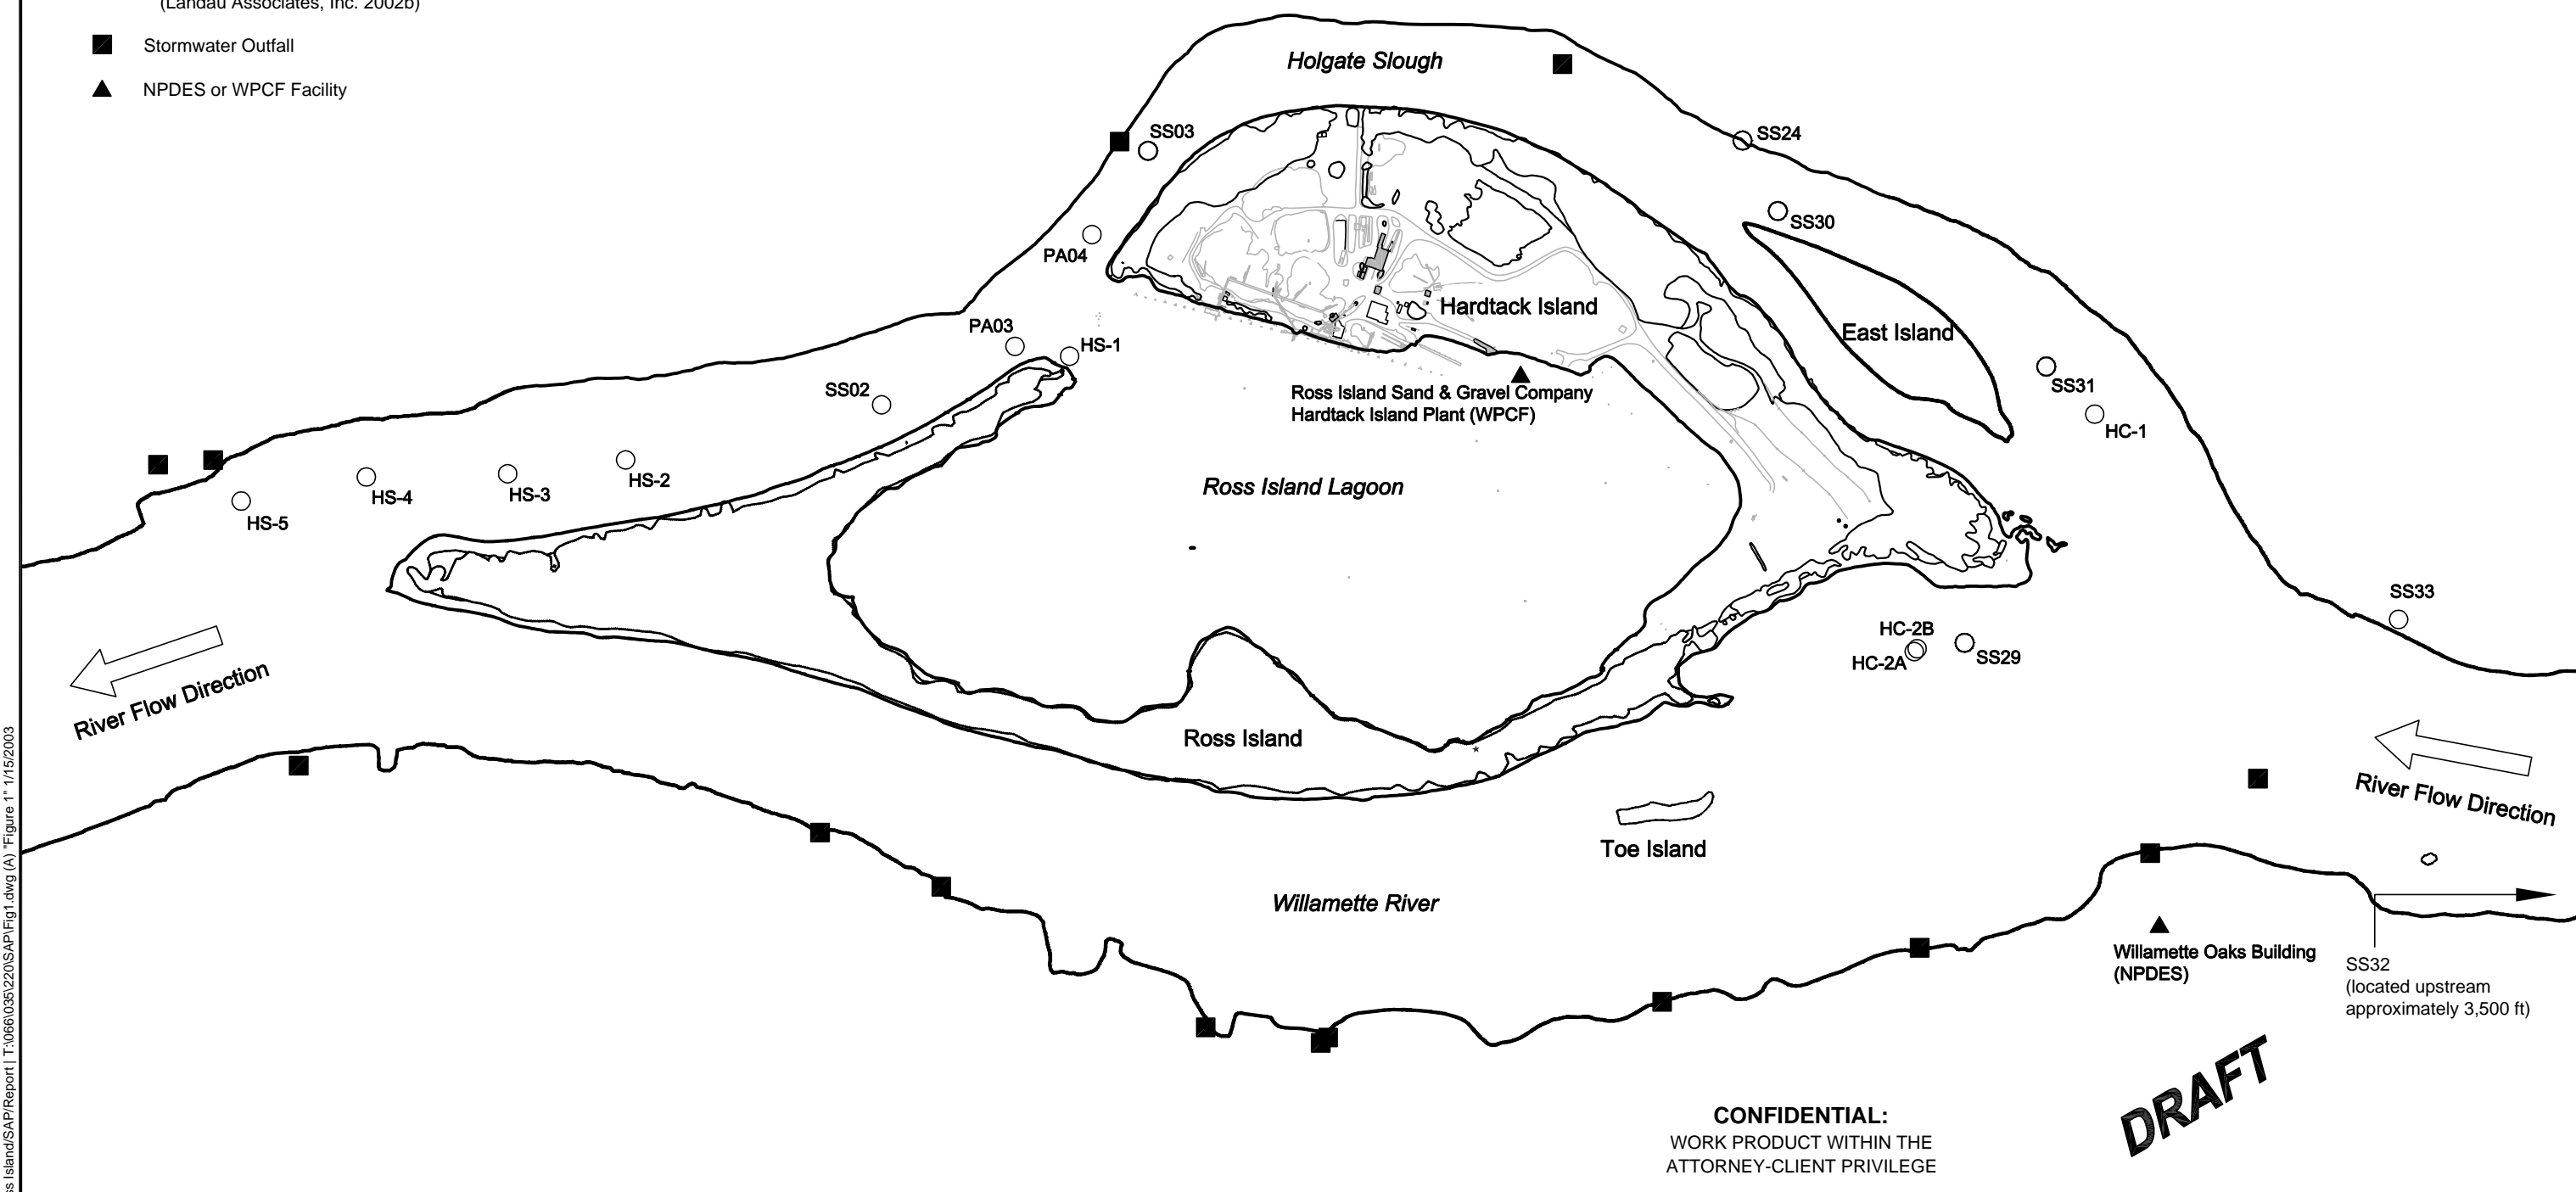 (Landau Associates, Inc. 2002b)
Stormwater Outfall
NPDES or WPCF Facility
Holgate Slough
SS03
SS24
SS30
PA04
Hardtack Island
East Island
PA03
HS-1
SS31
SS02
Ross Island Sand & Gravel Company
Hardtack Island Plant (WPCF)
HC-1
HS-2
HS-3
HS-4
HS-5
Ross Island Lagoon
SS33
HC-2B
HC-2A
SS29
River Flow Direction
Ross Island
River Flow Direction
Toe Island
Willamette River
Willamette Oaks Building
(NPDES)
SS32
(located upstream
approximately 3,500 ft)
DRAFT
CONFIDENTIAL:
WORK PRODUCT WITHIN THE
ATTORNEY-CLIENT PRIVILEGE
Island/SAP/Report | T:\066\035\220\SAP\Fig1.dwg (A) "Figure 1" 1/15/2003